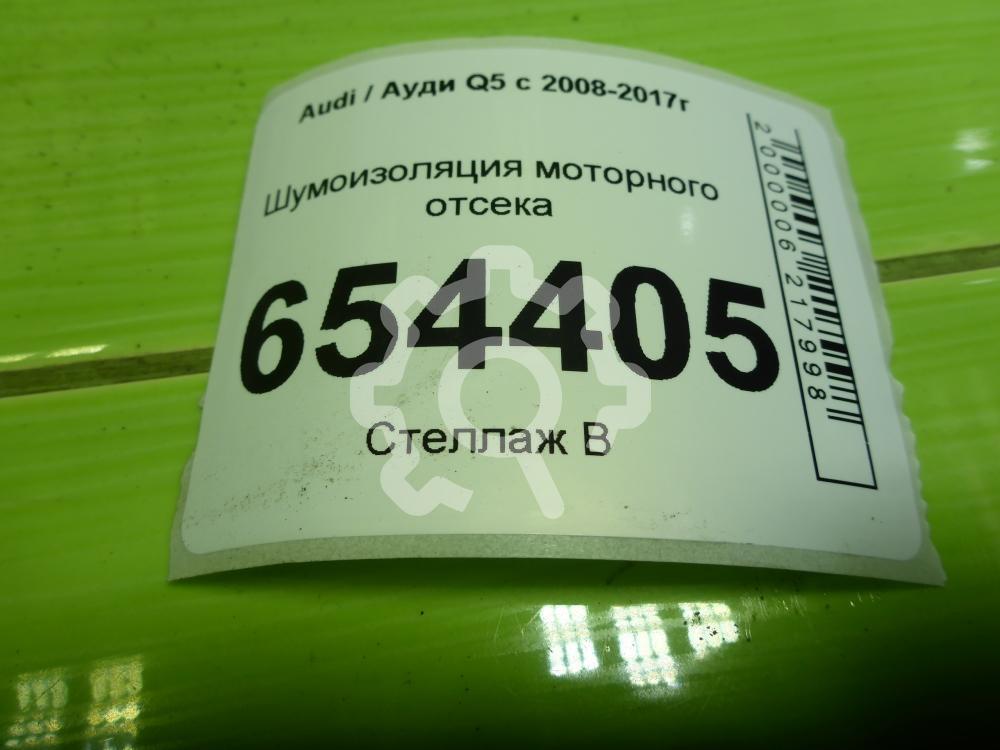 Audi / Ауди Q5 с 2008-2017г
Шумоизоляция моторного
отсека
654405
Стеллаж В
2000006217998